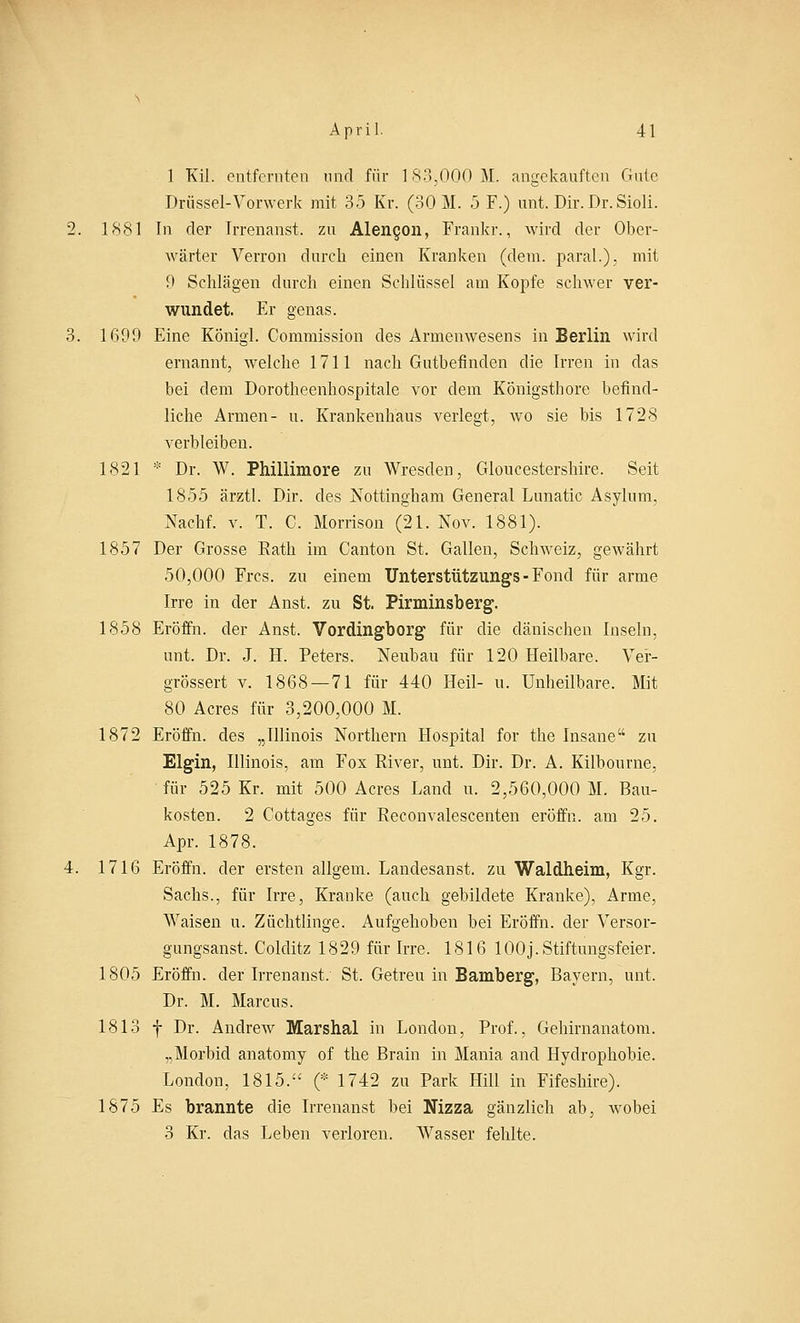 April. 41
1 Kil. entfernten und für 183,000 M. angekauften Gute
Drüssel-Vorwerk mit 35 Kr. (30 M. 5 F.) unt. Dir. Dr. Sioli.
2. 1881 In der Irrenanst. zu Alençon, Frankr., wird der Ober-
wärter Verron durch einen Kranken (dem. paral.), mit
9 Schlägen durch einen Schlüssel am Kopfe schwer ver-
wundet. Er genas.
3. 1699 Eine Königl. Commission des Armenwesens in Berlin wird
ernannt, welche 1711 nach Gutbefinden die Irren in das
bei dem Dorotheenhospitale vor dem Königsthore befind-
liche Armen- u. Krankenhaus verlegt, wo sie bis 1728
verbleiben.
1821 * Dr. W. Phillimore zu Wresden, Gloucestershire. Seit
1855 ärztl. Dir. des Nottingham General Lunatic Asylum,
Nachf. v. T. C. Morrison (21. Nov. 1881).
1857 Der Grosse Rath im Canton St. Gallen, Schweiz, gewährt
50,000 Frcs. zu einem Unterstützungs-Fond für arme
Irre in der Anst. zu St. Pirminsberg.
1858 Eröffn. der Anst. Vordingborg für die dänischen Inseln,
unt. Dr. J. H. Peters. Neubau für 120 Heilbare. Ver-
grössert v. 1868—71 für 440 Heil- u. Unheilbare. Mit
80 Acres für 3,200,000 M.
1872 Eröffn. des „Illinois Northern Hospital for the Insane“ zu
Elgin, Illinois, am Fox River, unt. Dir. Dr. A. Kilbourne,
für 525 Kr. mit 500 Acres Land u. 2,560,000 M. Bau-
kosten. 2 Cottages für Reconvalescenten eröffn. am 25.
Apr. 1878.
4. 1716 Eröffn. der ersten allgem. Landesanst. zu Waldheim, Kgr.
Sachs., für Irre, Kranke (auch gebildete Kranke), Arme,
Waisen u. Züchtlinge. Aufgehoben bei Eröffn. der Versor-
gungsanst. Colditz 1829 für Irre. 1816 100j. Stiftungsfeier.
1805 Eröffn. der Irrenanst. St. Getreu in Bamberg, Bayern, unt.
Dr. M. Marcus.
1813 † Dr. Andrew Marshal in London, Prof., Gehirnanatom.
„Morbid anatomy of the Brain in Mania and Hydrophobie.
London, 1815.“ (* 1742 zu Park Hill in Fifeshire).
1875 Es brannte die Irrenanst bei Nizza gänzlich ab, wobei
3 Kr. das Leben verloren. Wasser fehlte.